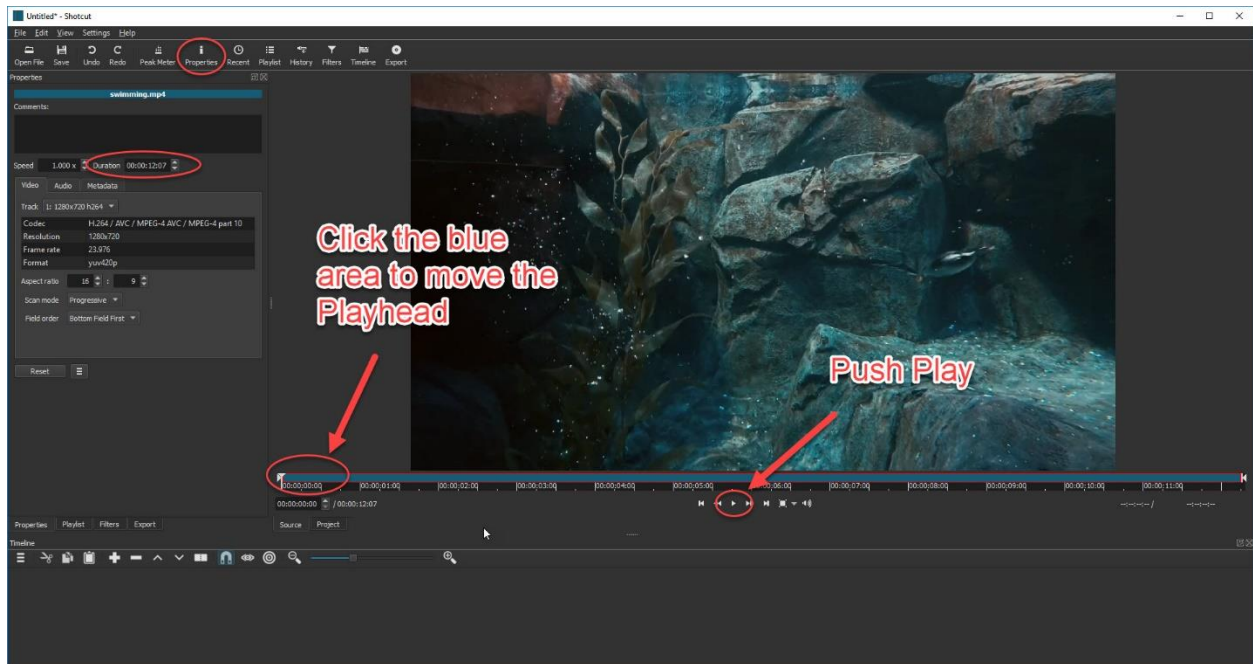 Untitled* - Shotcut
File Edit View Settings Help
Open File Save Undo Redo Peak Meter Properties Recent Playlist History Filters Timeline Export
Properties
swimming.mp4
Comments:
Speed 1.000 x Duration 00:00:12:07
Video Audio Metadata
Track 1: 1280x720 h264
Codec H.264 / AVC / MPEG-4 AVC / MPEG-4 part 10
Resolution 1280x720
Frame rate 23.976
Format yuv420p
Aspect ratio 16 : 9
Scan mode Progressive
Field order Bottom Field First
Reset
Click the blue
area to move the
Playhead
Push Play
00:00:00:00 00:00:01:00 00:00:02:00 00:00:03:00 00:00:04:00 00:00:05:00 00:00:06:00 00:00:07:00 00:00:08:00 00:00:09:00 00:00:10:00 00:00:11:00
00:00:00:00 / 00:00:12:07 --:--:--:-- / --:--:--:--
Properties Playlist Filters Export Source Project
Timeline